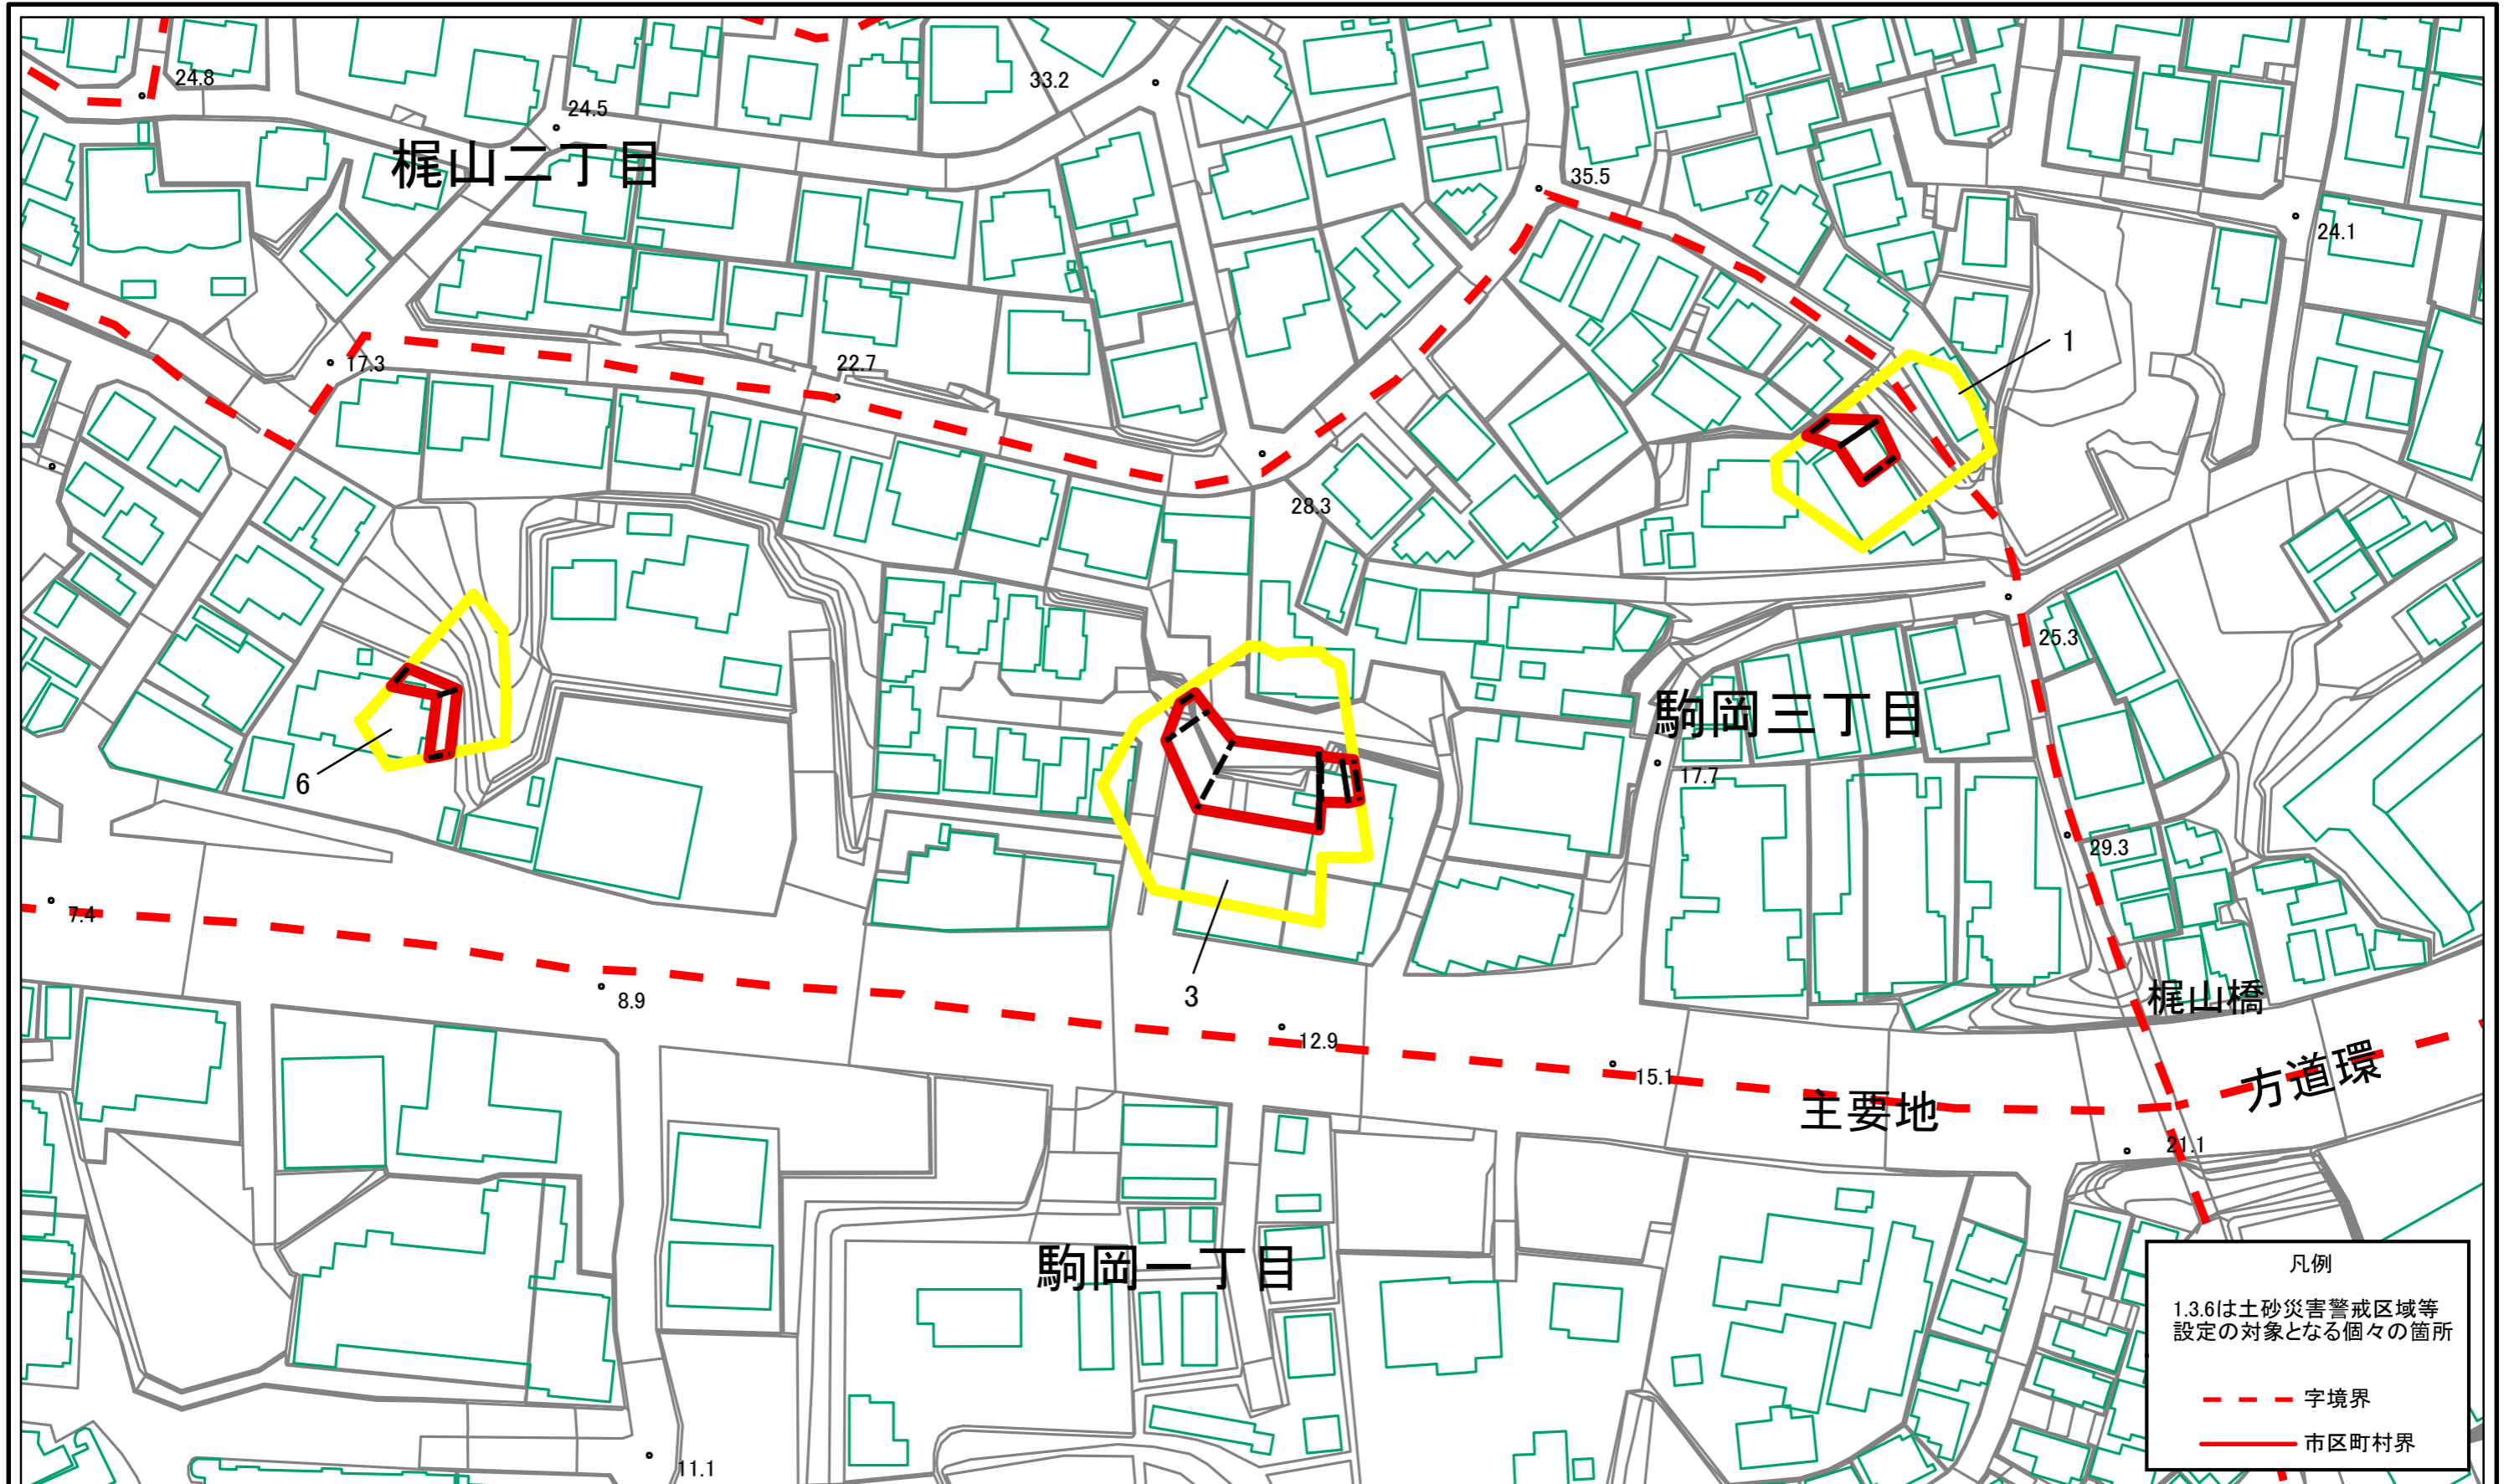 24.8
24.5
33.2
梶山二丁目
35.5
24.1
1
17.3
22.7
28.3
25.3
駒岡三丁目
17.7
6
29.3
7.4
3
8.9
梶山橋
12.9
15.1
主要地
方道環
21.1
駒岡一丁目
11.1
凡例
1.3.6は土砂災害警戒区域等
設定の対象となる個々の箇所
字境界
市区町村界